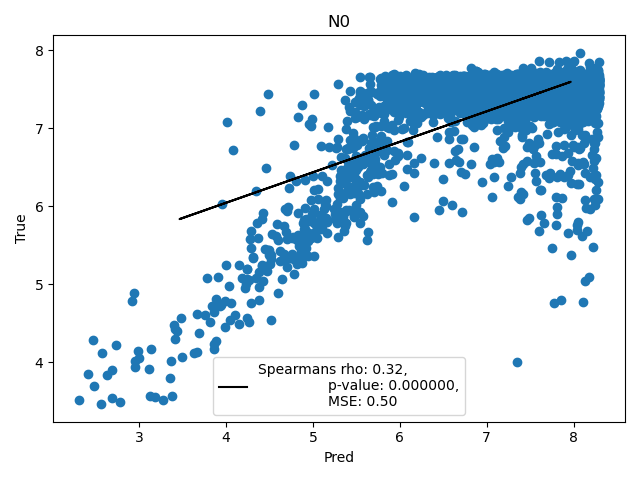 N0
True
8
7
6
5
4
Spearmans rho: 0.32,
p-value: 0.000000,
MSE: 0.50
3 4 5 6 7 8
Pred